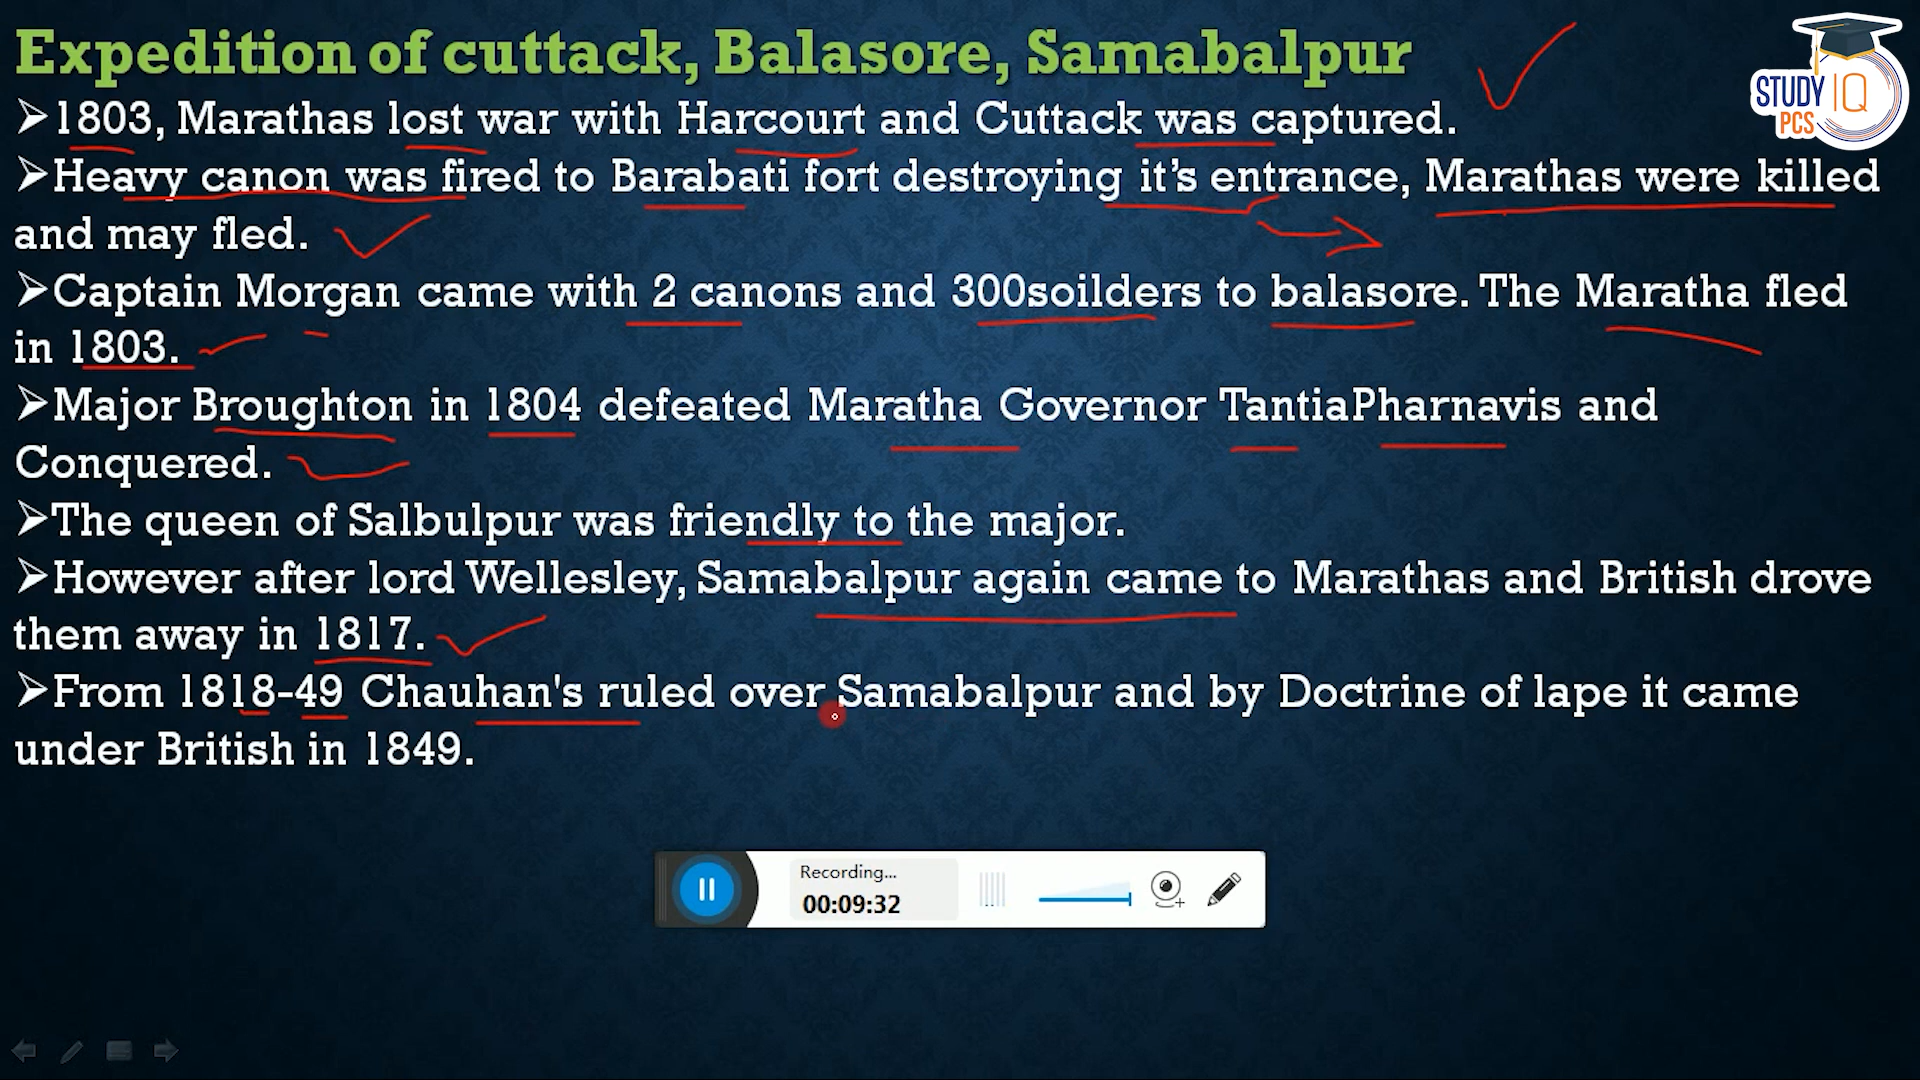 Expedition of cuttack, Balasore, Samabalpur
STUDY IQ
PCS
➢1803, Marathas lost war with Harcourt and Cuttack was captured.
➢Heavy canon was fired to Barabati fort destroying it’s entrance, Marathas were killed
and may fled.
➢Captain Morgan came with 2 canons and 300soilders to balasore. The Maratha fled
in 1803.
➢Major Broughton in 1804 defeated Maratha Governor TantiaPharnavis and
Conquered.
➢The queen of Salbulpur was friendly to the major.
➢However after lord Wellesley, Samabalpur again came to Marathas and British drove
them away in 1817.
➢From 1818-49 Chauhan's ruled over Samabalpur and by Doctrine of lape it came
under British in 1849.
Recording...
00:09:32